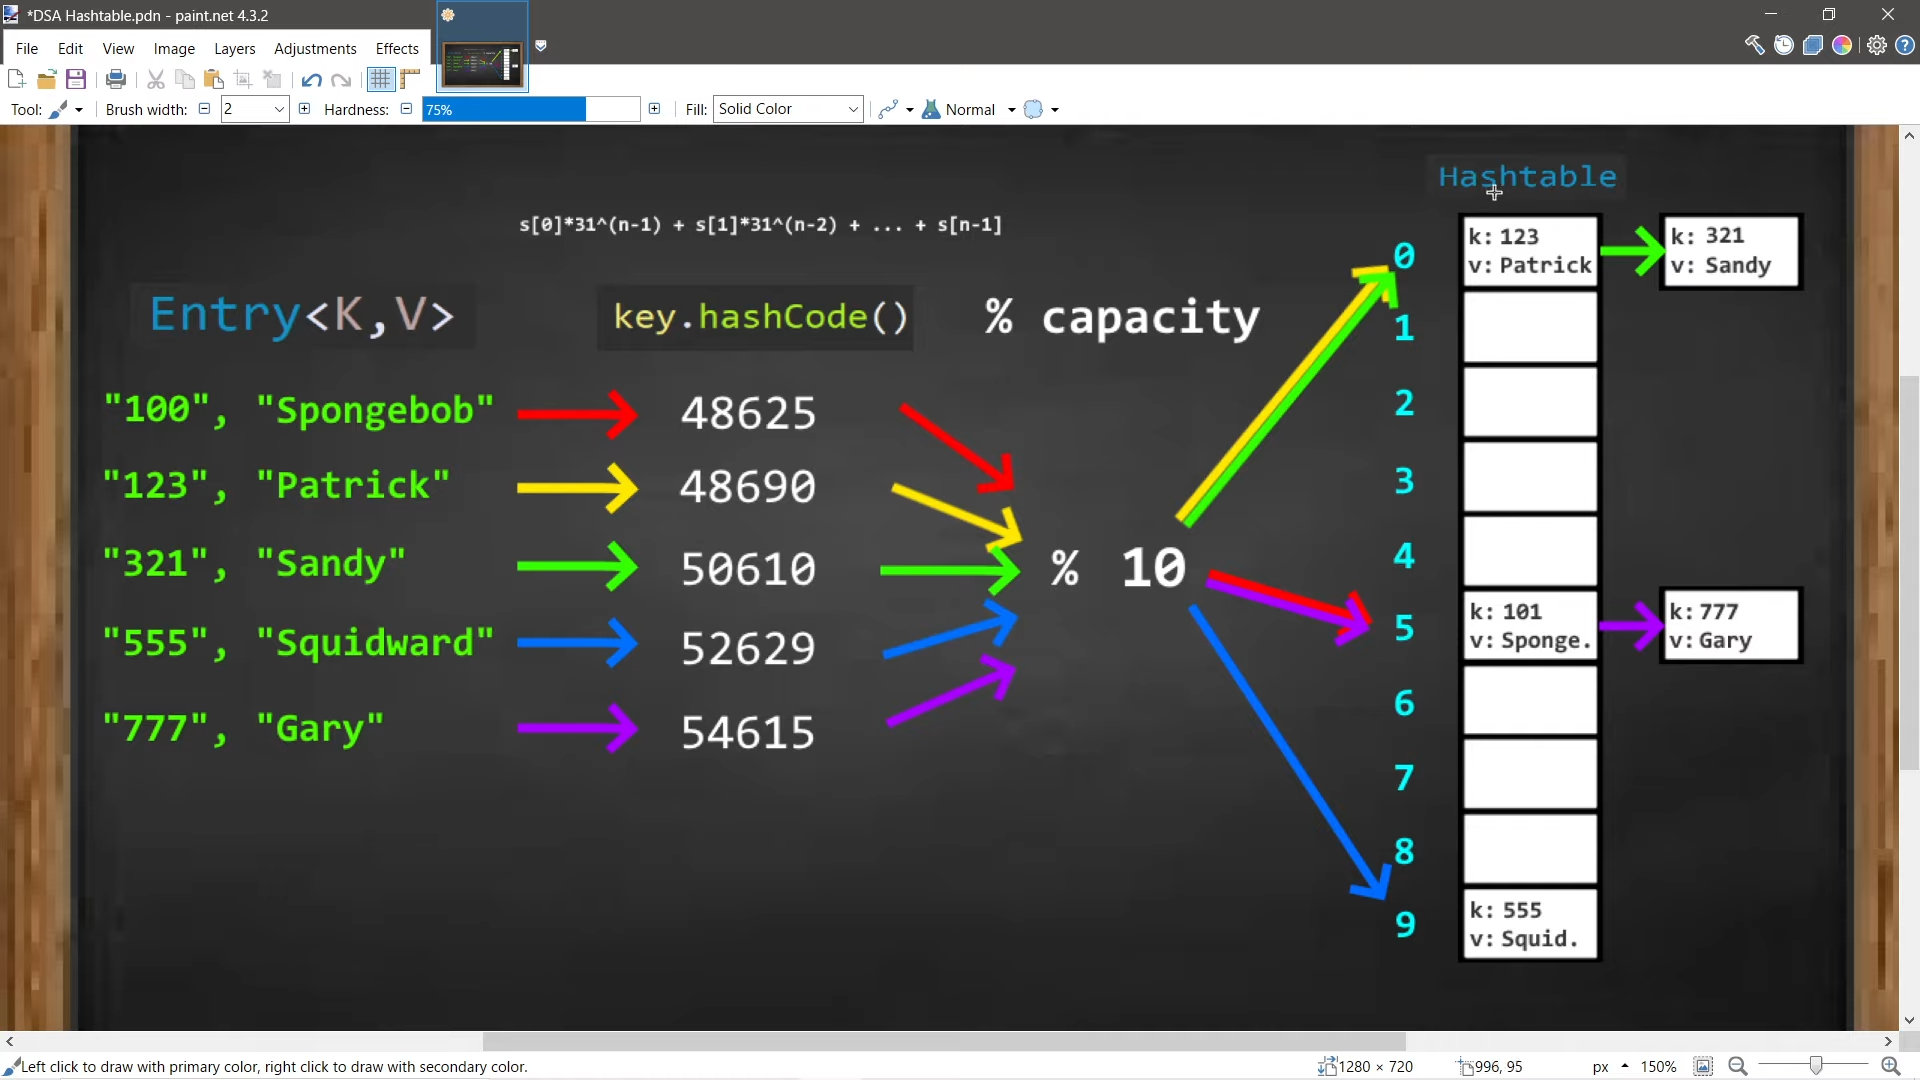 *DSA Hashtable.pdn - paint.net 4.3.2
File Edit View Image Layers Adjustments Effects
Tool: Brush width: 2 Hardness: 75% Fill: Solid Color Normal
Hashtable
s[0]*31^(n-1) + s[1]*31^(n-2) + ... + s[n-1]
Entry<K,V> key.hashCode() % capacity
"100", "Spongebob" 48625
"123", "Patrick" 48690
"321", "Sandy" 50610
"555", "Squidward" 52629
"777", "Gary" 54615
% 10
0
k: 123
v: Patrick
k: 321
v: Sandy
1
2
3
4
5
k: 101
v: Sponge.
k: 777
v: Gary
6
7
8
9
k: 555
v: Squid.
Left click to draw with primary color, right click to draw with secondary color. 1280 × 720 996, 95 px 150%